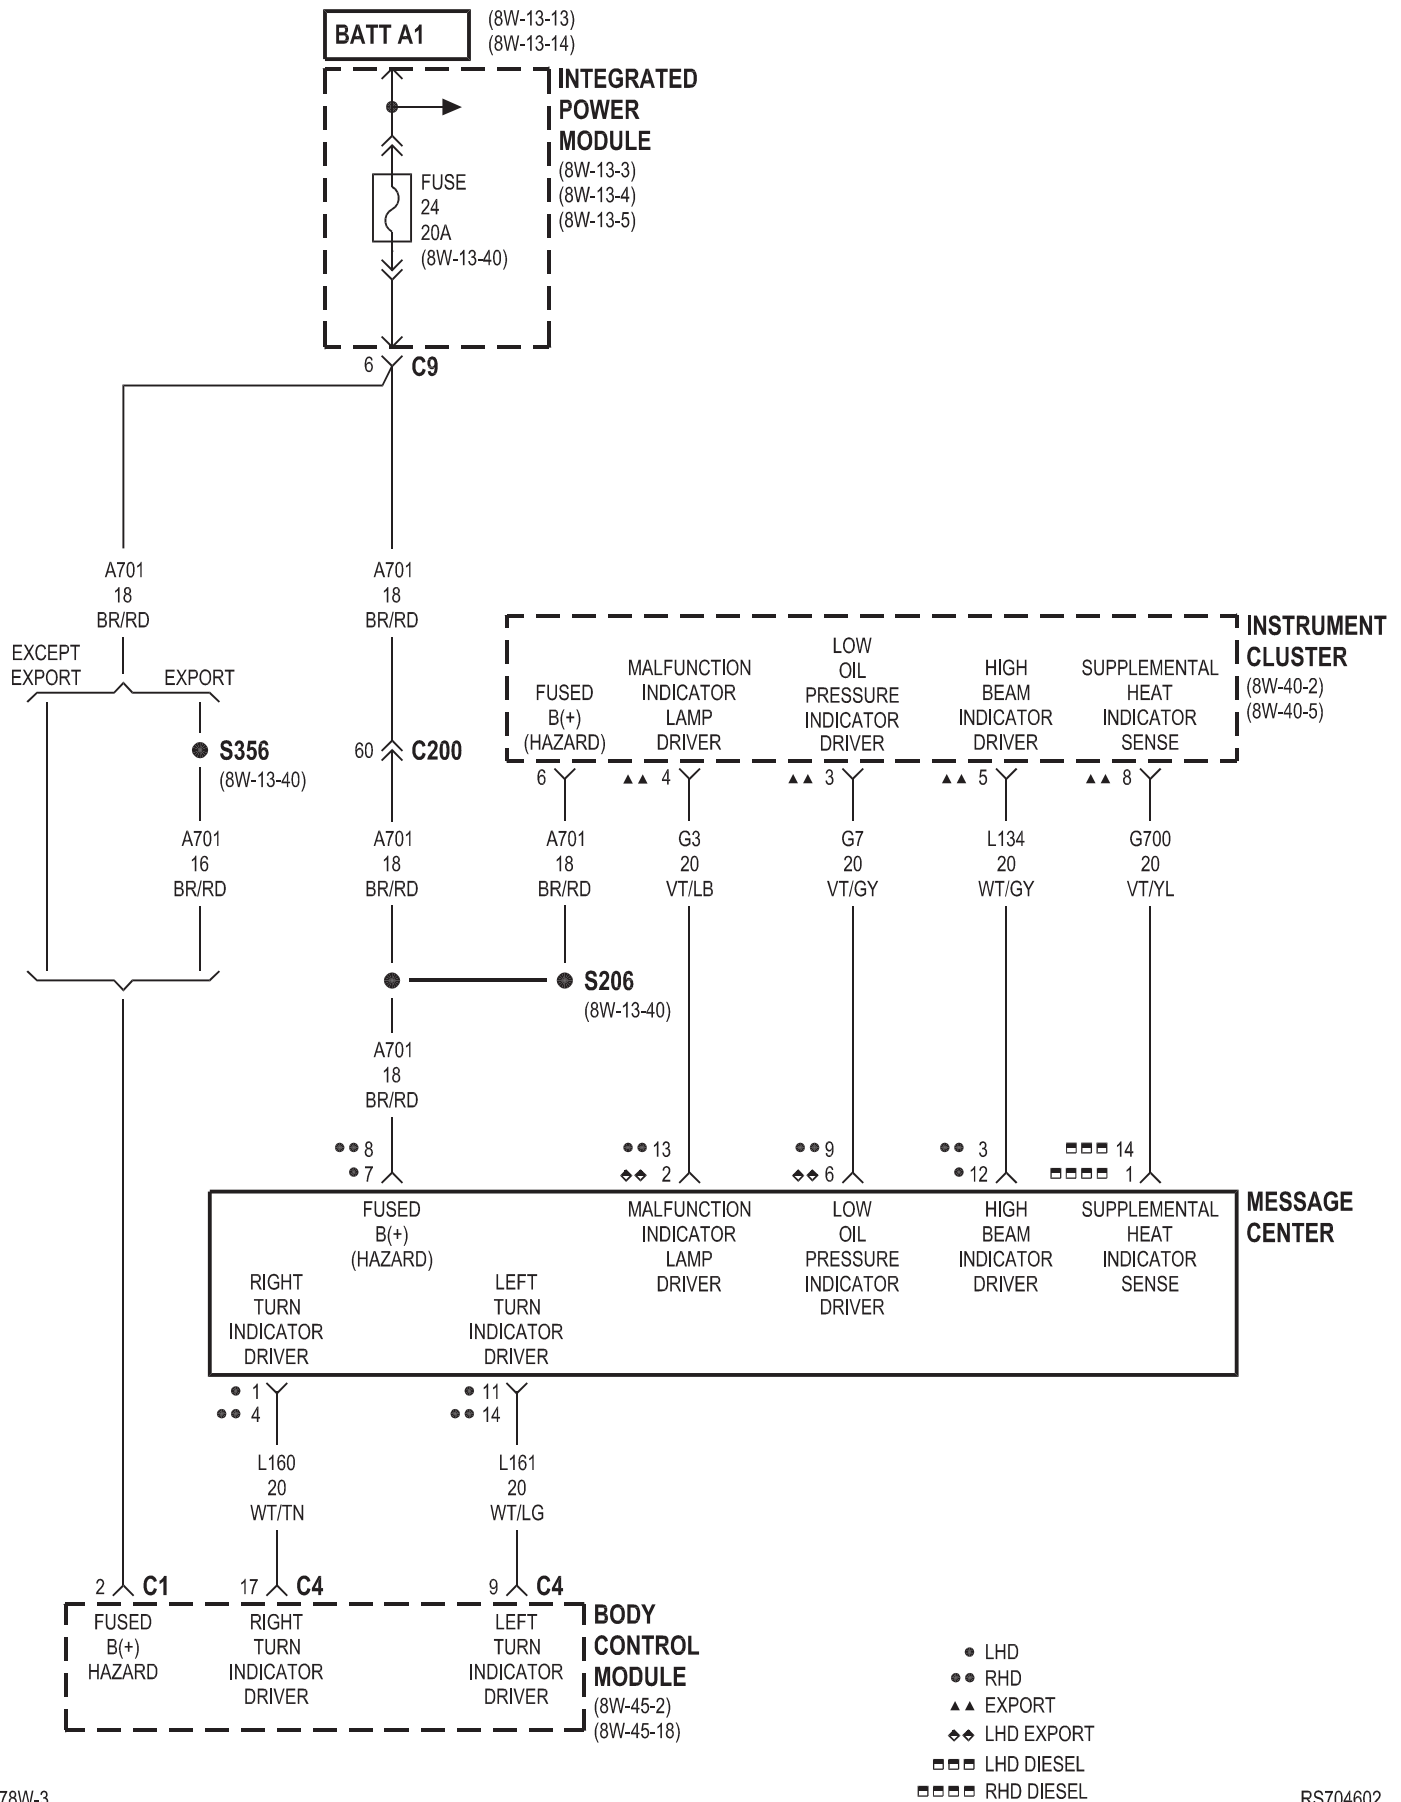 BATT A1
(8W-13-13)
(8W-13-14)
INTEGRATED
POWER
MODULE
(8W-13-3)
(8W-13-4)
(8W-13-5)
FUSE
24
20A
(8W-13-40)
6 C9
A701
18
BR/RD
A701
18
BR/RD
EXCEPT
EXPORT
EXPORT
S356
(8W-13-40)
A701
16
BR/RD
60 C200
A701
18
BR/RD
INSTRUMENT
CLUSTER
(8W-40-2)
(8W-40-5)
FUSED
B(+)
(HAZARD)
MALFUNCTION
INDICATOR
LAMP
DRIVER
LOW
OIL
PRESSURE
INDICATOR
DRIVER
HIGH
BEAM
INDICATOR
DRIVER
SUPPLEMENTAL
HEAT
INDICATOR
SENSE
6
4
3
5
8
A701
18
BR/RD
G3
20
VT/LB
G7
20
VT/GY
L134
20
WT/GY
G700
20
VT/YL
S206
(8W-13-40)
A701
18
BR/RD
8
7
13
2
9
6
3
12
14
1
MESSAGE
CENTER
FUSED
B(+)
(HAZARD)
MALFUNCTION
INDICATOR
LAMP
DRIVER
LOW
OIL
PRESSURE
INDICATOR
DRIVER
HIGH
BEAM
INDICATOR
DRIVER
SUPPLEMENTAL
HEAT
INDICATOR
SENSE
RIGHT
TURN
INDICATOR
DRIVER
LEFT
TURN
INDICATOR
DRIVER
1
4
11
14
L160
20
WT/TN
L161
20
WT/LG
2 C1
17 C4
9 C4
BODY
CONTROL
MODULE
(8W-45-2)
(8W-45-18)
FUSED
B(+)
HAZARD
RIGHT
TURN
INDICATOR
DRIVER
LEFT
TURN
INDICATOR
DRIVER
LHD
RHD
EXPORT
LHD EXPORT
LHD DIESEL
RHD DIESEL
78W-3
RS704602